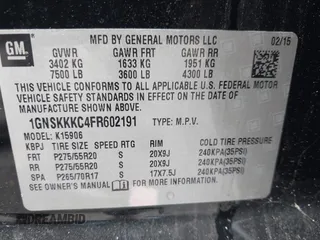 GM
MFD BY GENERAL MOTORS LLC
02/15
GVWR GAWR FRT GAWR RR
3402 KG 1633 KG 1951 KG
7500 LB 3600 LB 4300 LB
THIS VEHICLE CONFORMS TO ALL APPLICABLE U.S. FEDERAL MOTOR
VEHICLE SAFETY STANDARDS IN EFFECT ON THE DATE OF
MANUFACTURE SHOWN ABOVE.
1GNSKKKC4FR602191 TYPE: M.P.V.
MODEL: K15906
KBPJ TIRE SIZE SPEED RTG RIM COLD TIRE PRESSURE
FRT P275/55R20 S 20X9J 240KPA(35PSI)
RR P275/55R20 S 20X9J 240KPA(35PSI)
SPA P265/70R17 S 17X7.5J 240KPA(35PSI)
IDREAMBID